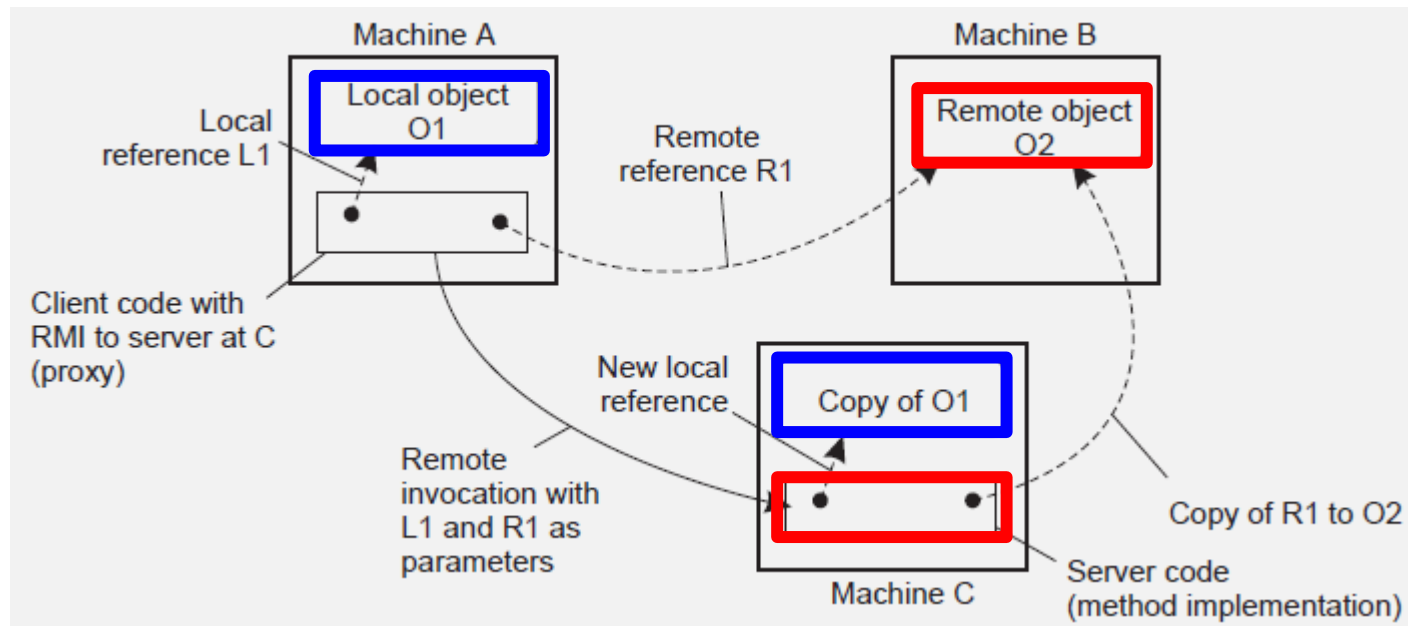 Machine A
Machine B
Local object
O1
Remote object
O2
Local
reference L1
Remote
reference R1
Client code with
RMI to server at C
(proxy)
New local
reference
Copy of O1
Remote
invocation with
L1 and R1 as
parameters
Copy of R1 to O2
Server code
(method implementation)
Machine C